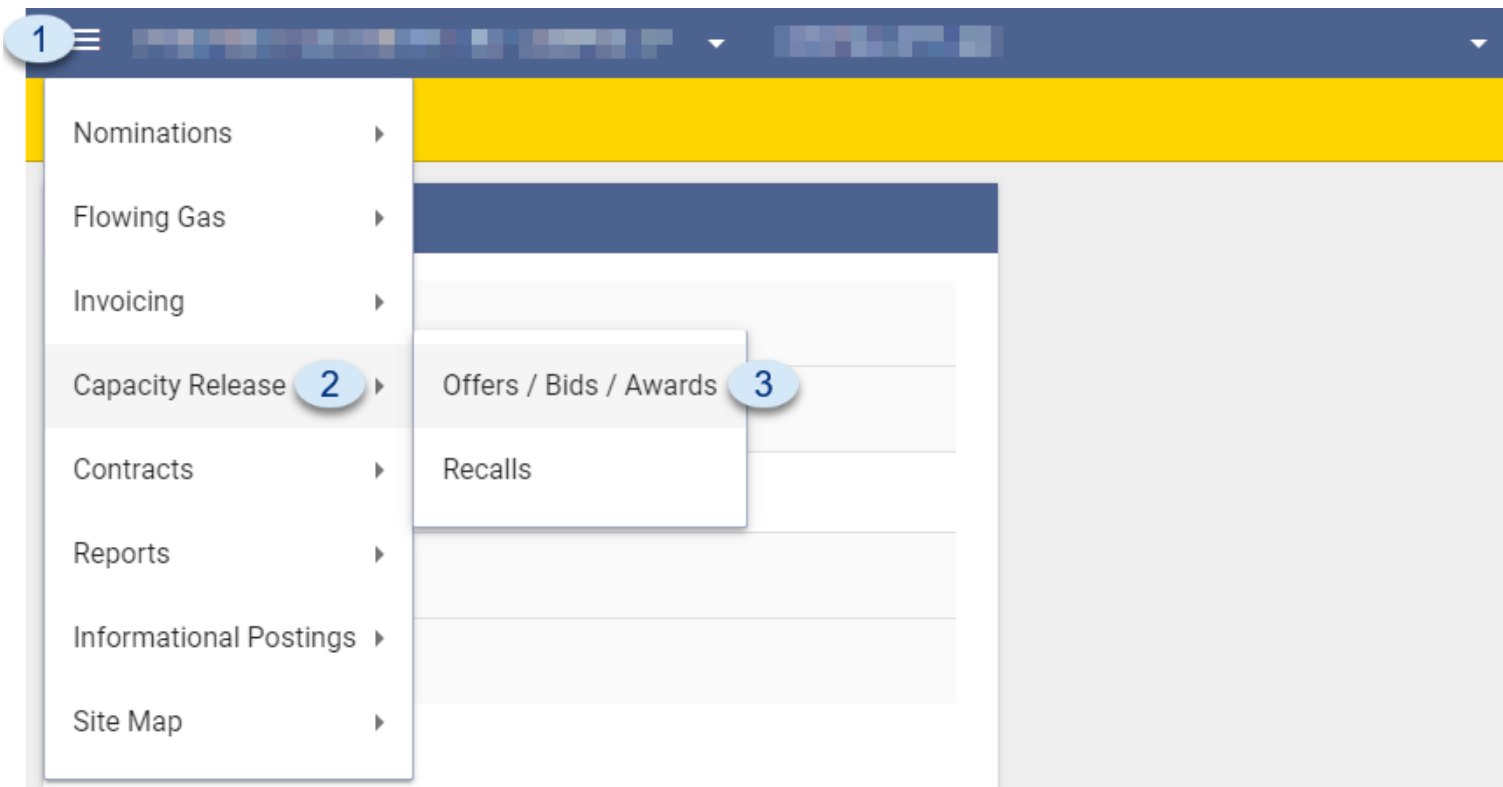 1
Nominations
Flowing Gas
Invoicing
Capacity Release 2 Offers / Bids / Awards 3
Contracts Recalls
Reports
Informational Postings
Site Map